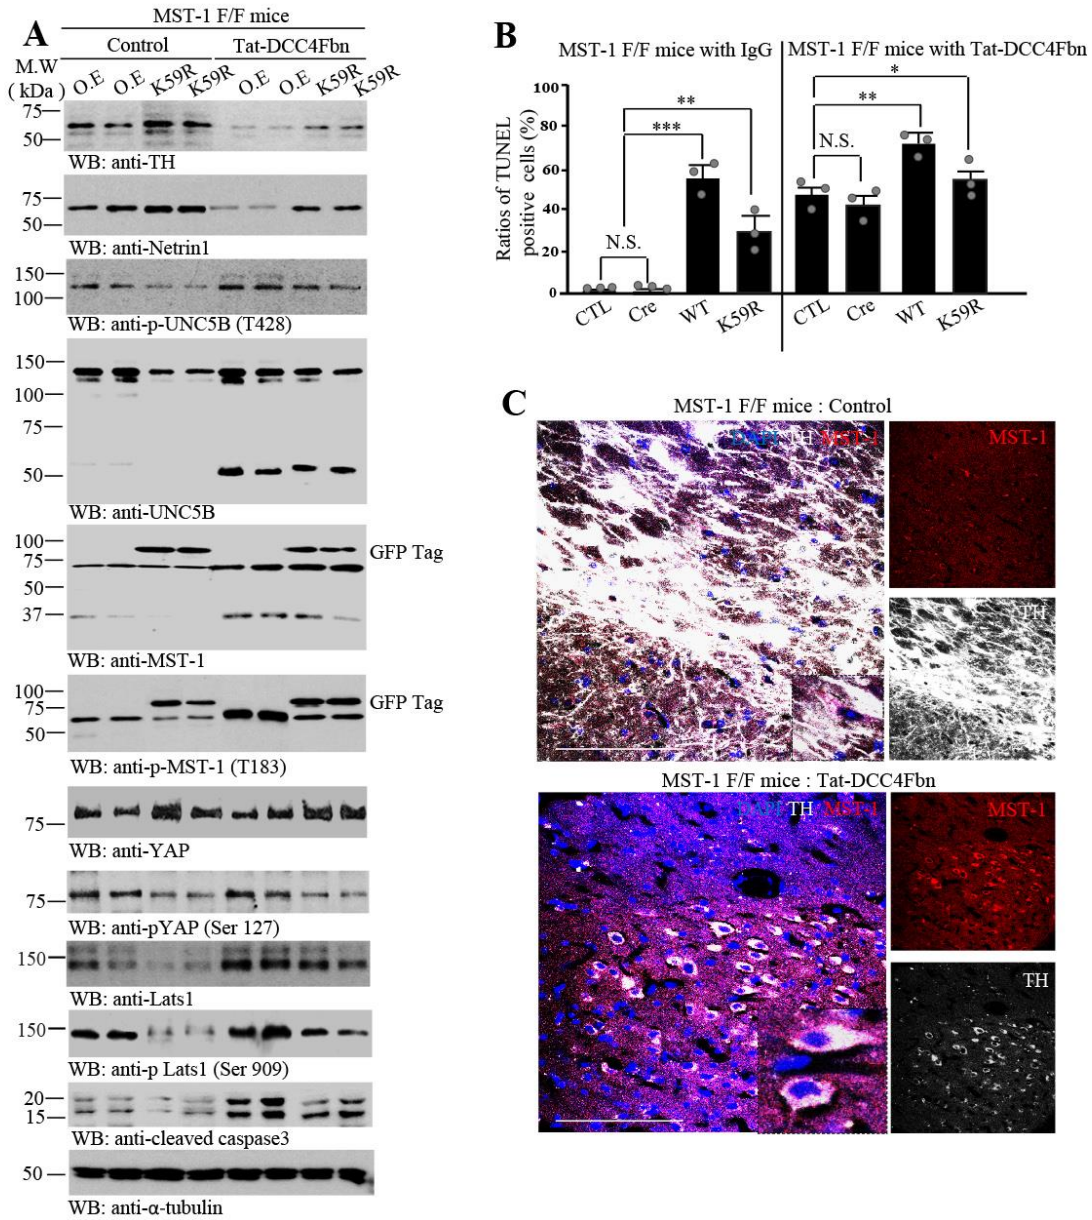 A
MST-1 F/F mice
Control Tat-DCC4Fbn
M.W
( kDa )
O.E O.E K59R K59R O.E O.E K59R K59R
75
50
WB: anti-TH
75
50
WB: anti-Netrin1
150
100
WB: anti-p-UNC5B (T428)
150
100
75
50
WB: anti-UNC5B
100
75
50
37
GFP Tag
WB: anti-MST-1
100
75
50
GFP Tag
WB: anti-p-MST-1 (T183)
75
WB: anti-YAP
75
WB: anti-pYAP (Ser 127)
150
WB: anti-Lats1
150
WB: anti-p Lats1 (Ser 909)
20
15
WB: anti-cleaved caspase3
50
WB: anti-α-tubulin
B
MST-1 F/F mice with IgG MST-1 F/F mice with Tat-DCC4Fbn
Ratios of TUNEL
positive cells (%)
100
80
60
40
20
0
N.S.
***
**
N.S.
**
*
CTL Cre WT K59R CTL Cre WT K59R
C
MST-1 F/F mice : Control
DAPI TH MST-1
MST-1
TH
MST-1 F/F mice : Tat-DCC4Fbn
DAPI TH MST-1
MST-1
TH